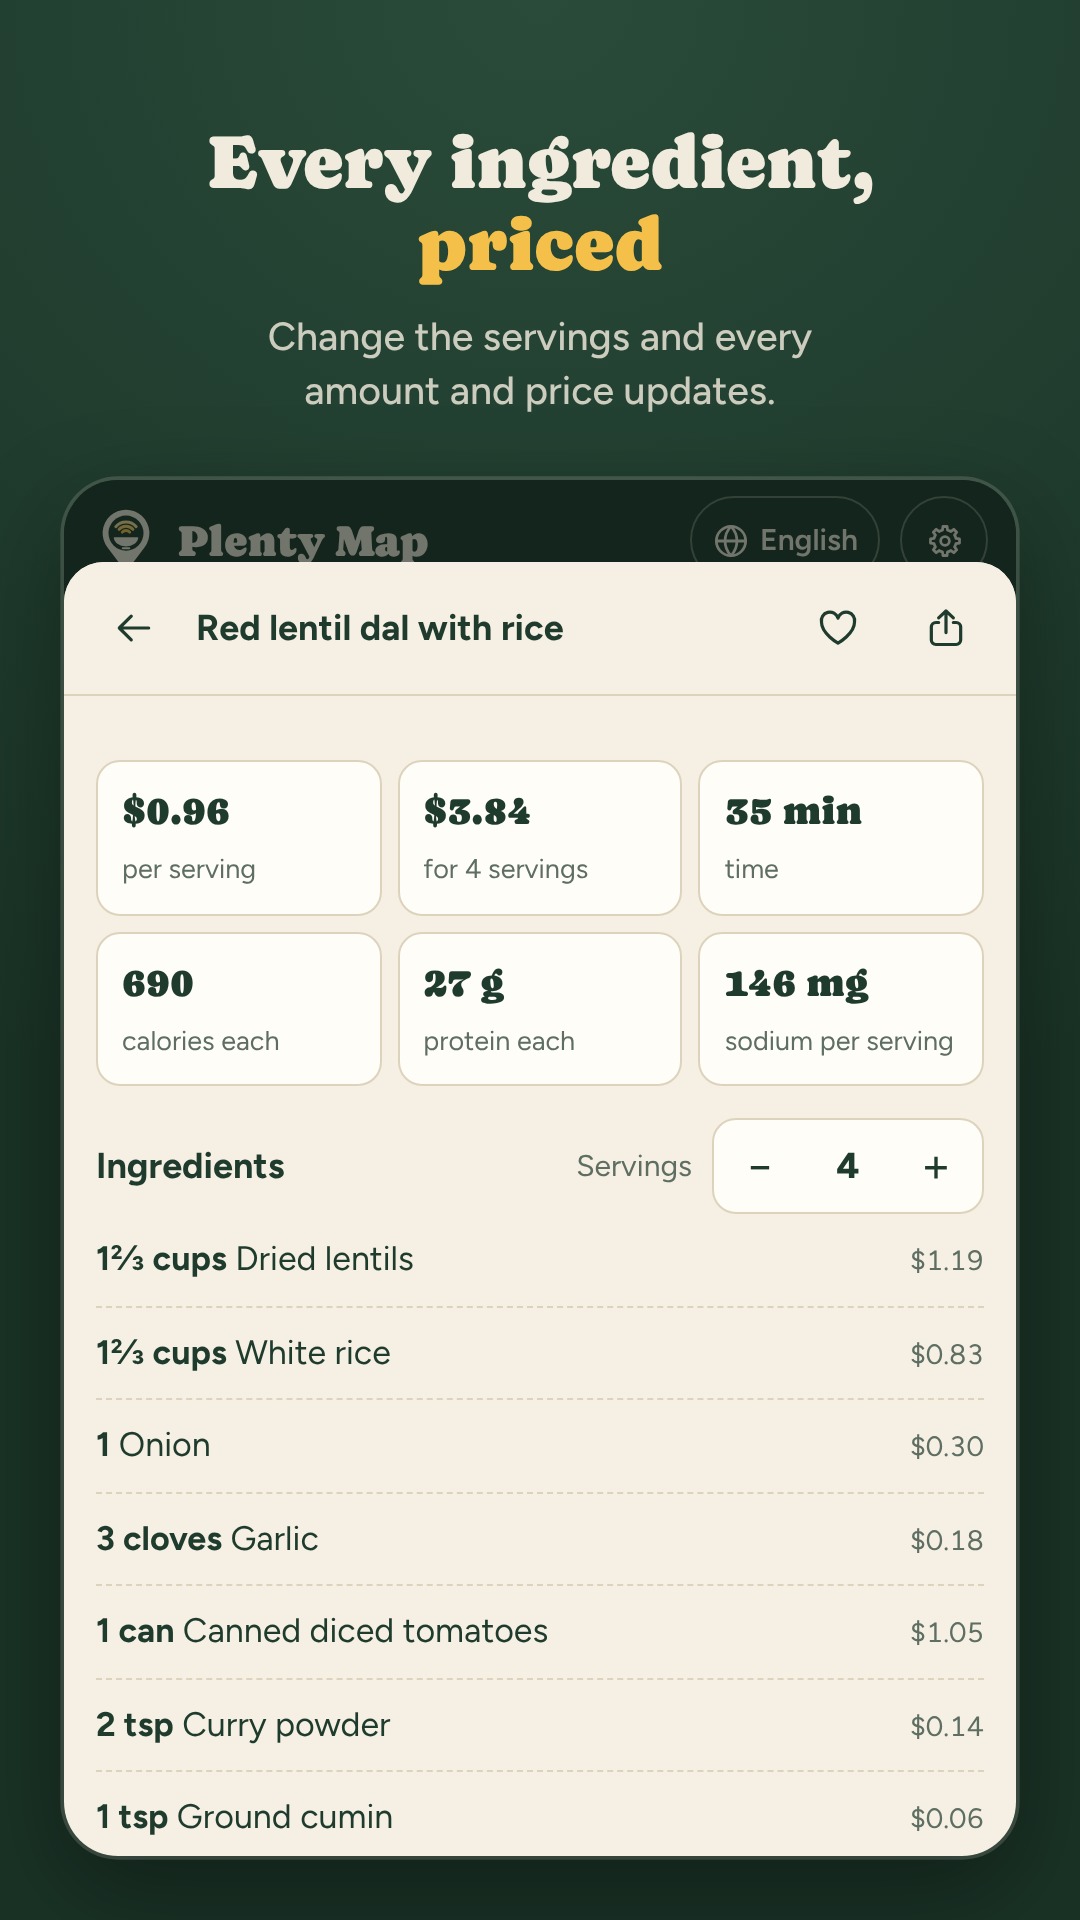 Every ingredient,
priced
Change the servings and every
amount and price updates.
Plenty Map
English
Red lentil dal with rice
$0.96
per serving
$3.84
for 4 servings
35 min
time
690
calories each
27 g
protein each
146 mg
sodium per serving
Ingredients
Servings
− 4 +
1⅔ cups Dried lentils $1.19
1⅔ cups White rice $0.83
1 Onion $0.30
3 cloves Garlic $0.18
1 can Canned diced tomatoes $1.05
2 tsp Curry powder $0.14
1 tsp Ground cumin $0.06